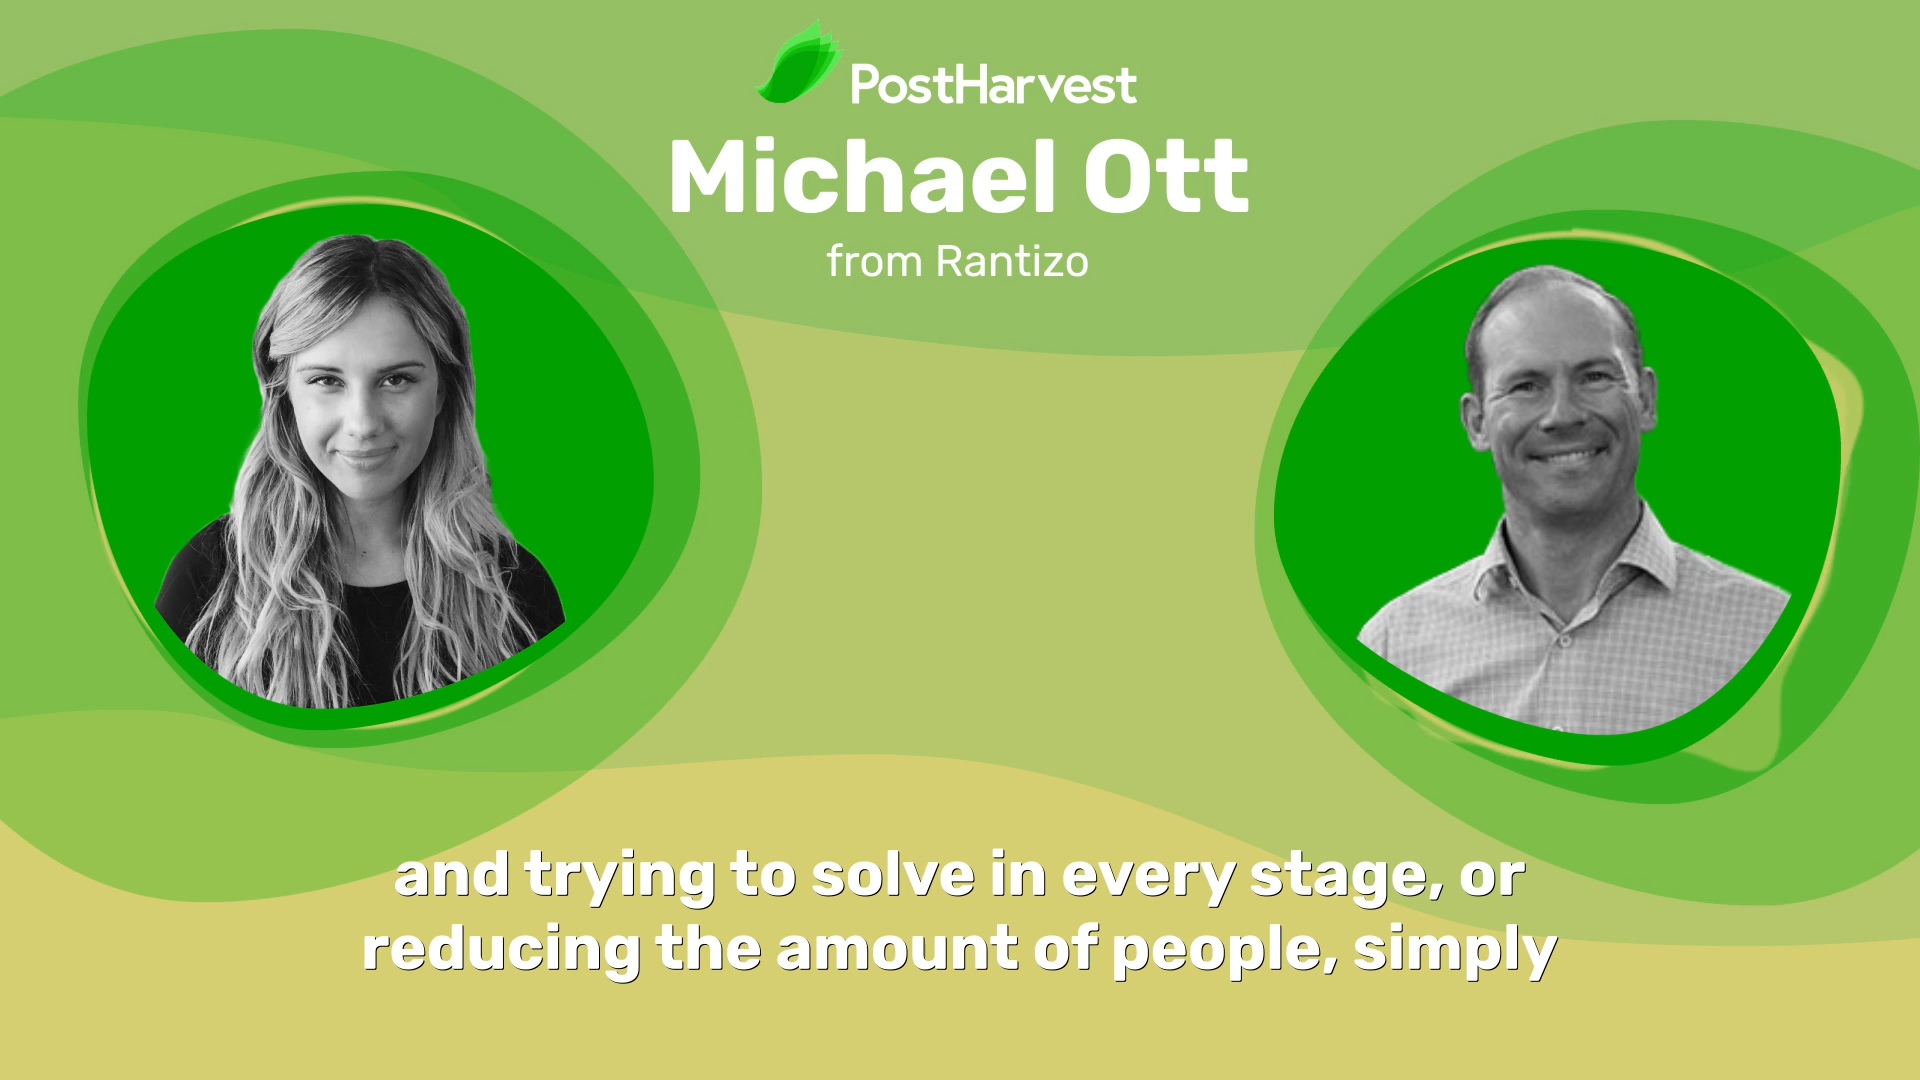 PostHarvest
Michael Ott
from Rantizo
and trying to solve in every stage, or
reducing the amount of people, simply